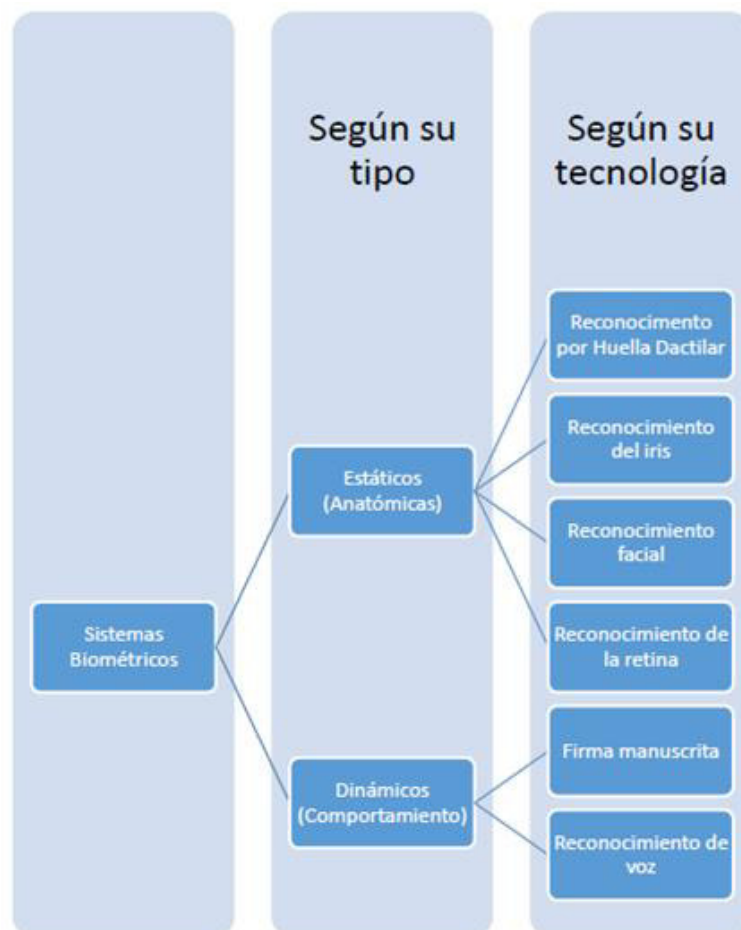 Según su
tipo
Según su
tecnología
Reconocimento
por Huella Dactilar
Reconocimiento
del iris
Estáticos
(Anatómicas)
Reconocimiento
facial
Sistemas
Biométricos
Reconocimiento de
la retina
Firma manuscrita
Dinámicos
(Comportamiento)
Reconocimiento de
voz